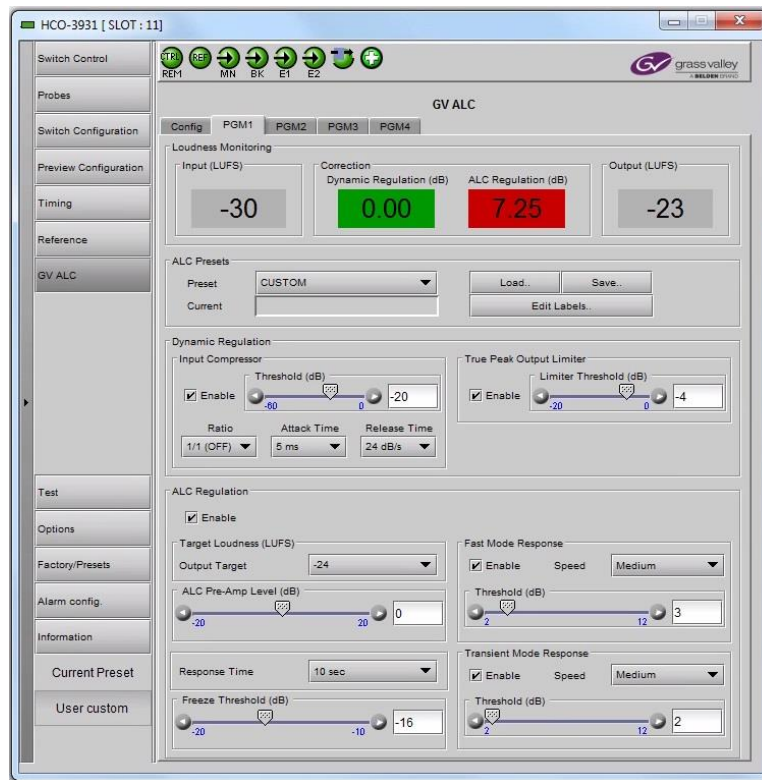 HCO-3931 [ SLOT : 11]
Switch Control
Probes
Switch Configuration
Preview Configuration
Timing
Reference
GV ALC
Test
Options
Factory/Presets
Alarm config.
Information
Current Preset
User custom
CTRL REF
REM MN BK E1 E2
GV grassvalley
A BELDEN BRAND
GV ALC
Config PGM1 PGM2 PGM3 PGM4
Loudness Monitoring
Input (LUFS) Correction Output (LUFS)
Dynamic Regulation (dB) ALC Regulation (dB)
-30 0.00 7.25 -23
ALC Presets
Preset CUSTOM Load.. Save..
Current Edit Labels..
Dynamic Regulation
Input Compressor
Threshold (dB)
Enable -60 0 -20
Ratio Attack Time Release Time
1/1 (OFF) 5 ms 24 dB/s
True Peak Output Limiter
Limiter Threshold (dB)
Enable -20 0 -4
ALC Regulation
Enable
Target Loudness (LUFS)
Output Target -24
ALC Pre-Amp Level (dB)
-20 20 0
Response Time 10 sec
Freeze Threshold (dB)
-20 -10 -16
Fast Mode Response
Enable Speed Medium
Threshold (dB)
2 12 3
Transient Mode Response
Enable Speed Medium
Threshold (dB)
2 12 2